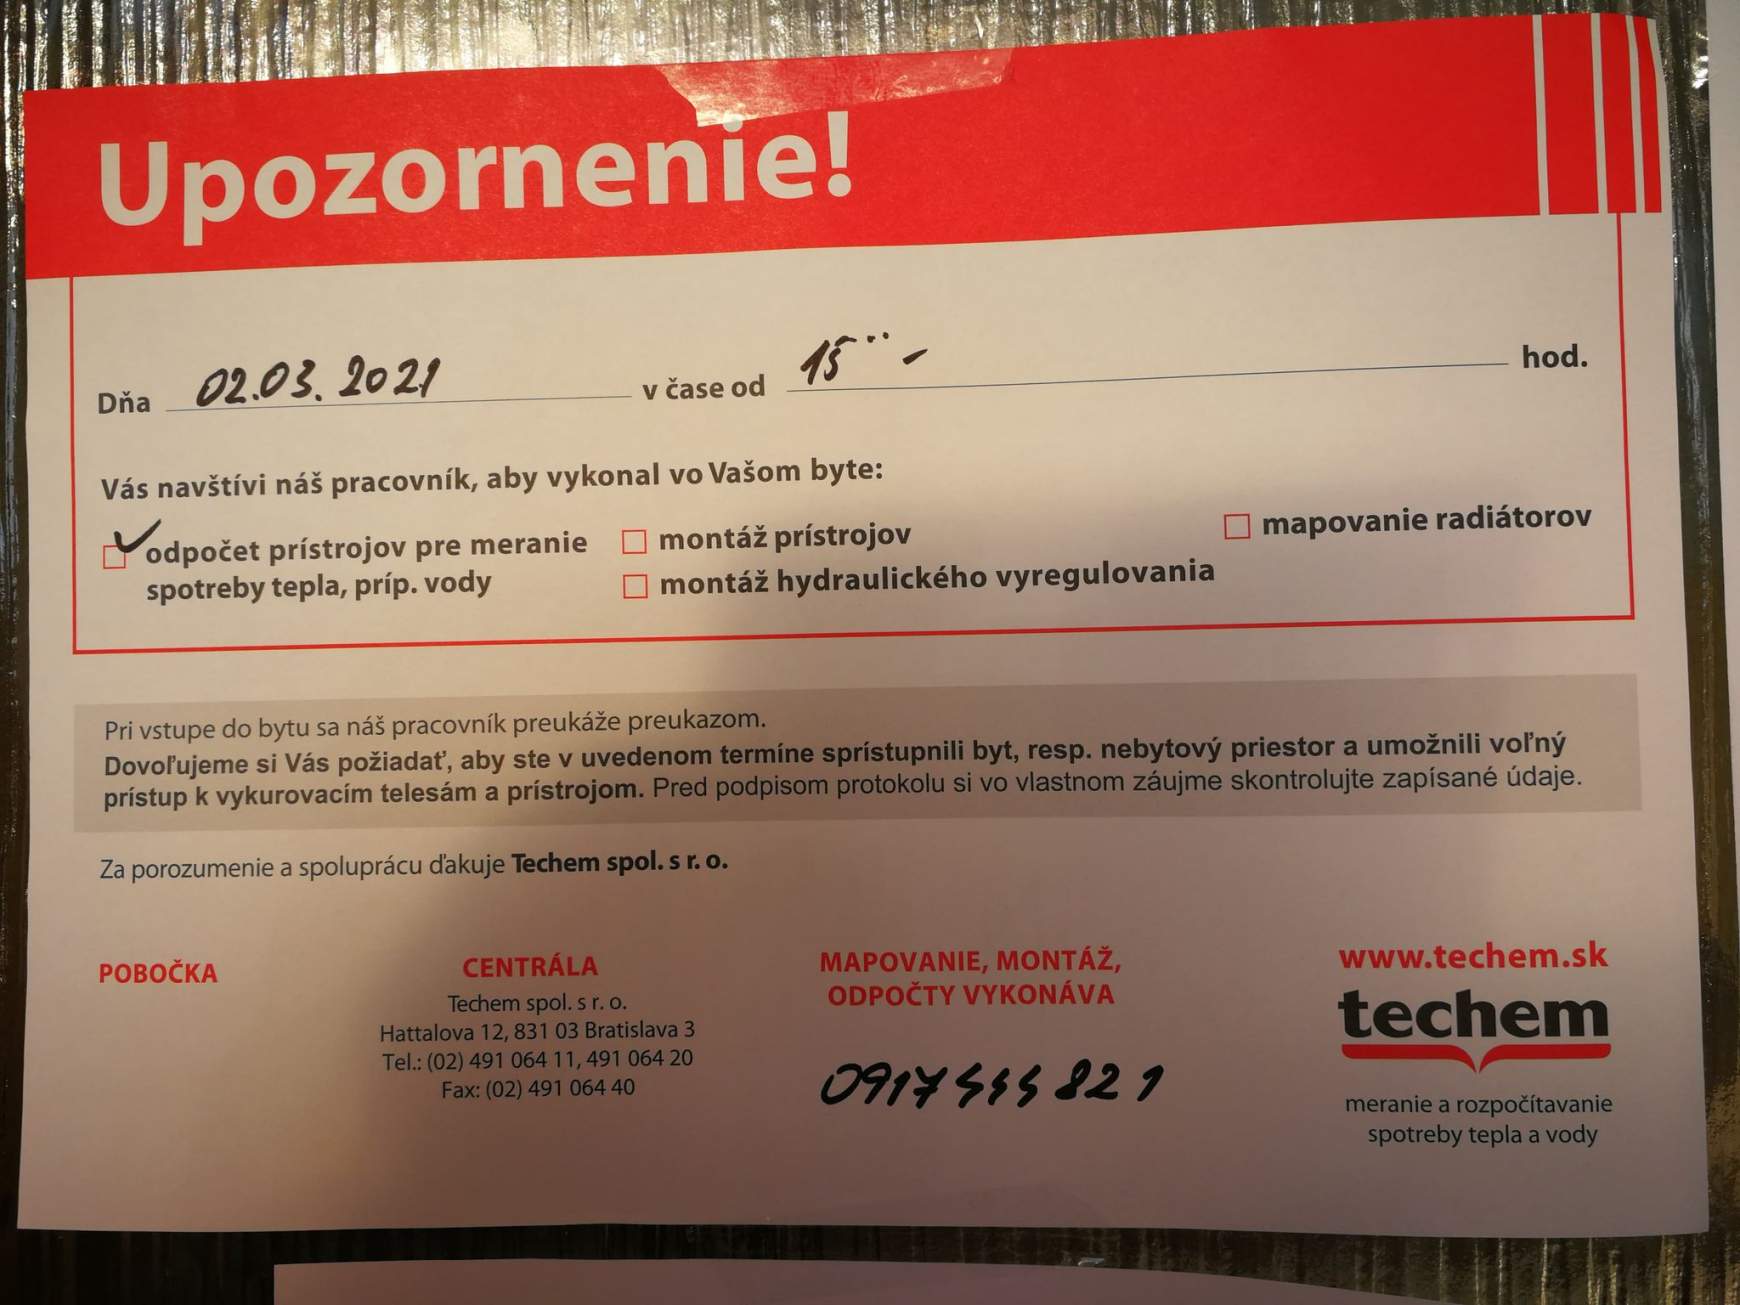 Upozornenie!
Dňa 02.03.2021 v čase od 15 - hod.
Vás navštívi náš pracovník, aby vykonal vo Vašom byte:
odpočet prístrojov pre meranie
spotreby tepla, príp. vody
montáž prístrojov
montáž hydraulického vyregulovania
mapovanie radiátorov
Pri vstupe do bytu sa náš pracovník preukáže preukazom.
Dovoľujeme si Vás požiadať, aby ste v uvedenom termíne sprístupnili byt, resp. nebytový priestor a umožnili voľný
prístup k vykurovacím telesám a prístrojom. Pred podpisom protokolu si vo vlastnom záujme skontrolujte zapísané údaje.
Za porozumenie a spoluprácu ďakuje Techem spol. s r. o.
POBOČKA
CENTRÁLA
Techem spol. s r. o.
Hattalova 12, 831 03 Bratislava 3
Tel.: (02) 491 064 11, 491 064 20
Fax: (02) 491 064 40
MAPOVANIE, MONTÁŽ,
ODPOČTY VYKONÁVA
0917 555 821
www.techem.sk
techem
meranie a rozpočítavanie
spotreby tepla a vody